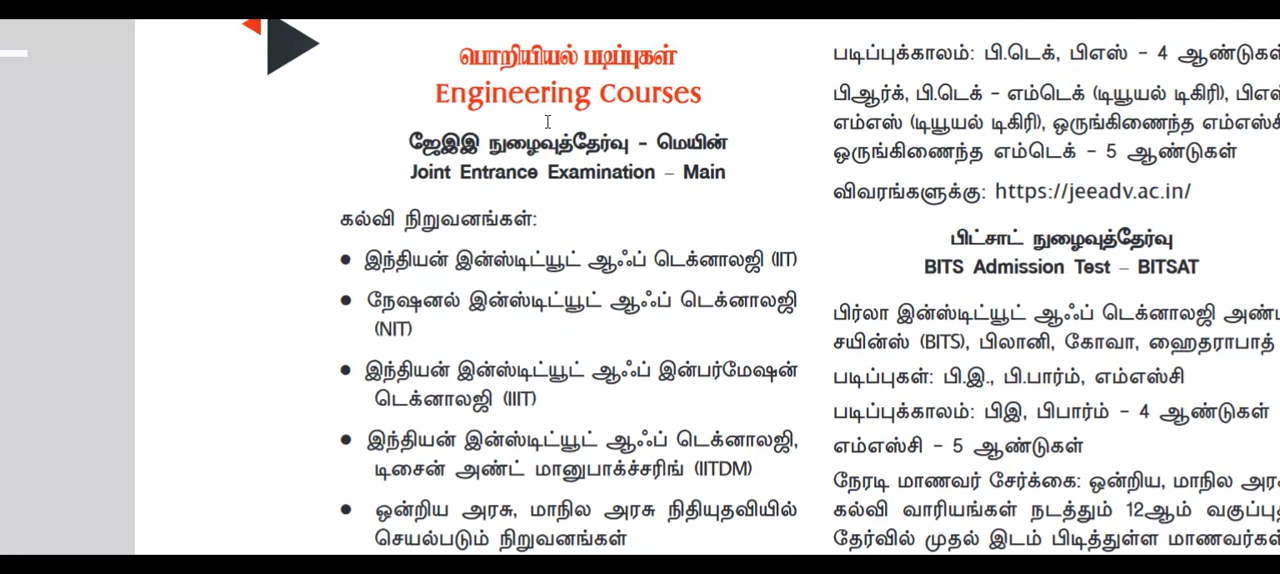 பொறியியல் படிப்புகள்
Engineering Courses
ஜேஇஇ நுழைவுத்தேர்வு - மெயின்
Joint Entrance Examination – Main
கல்வி நிறுவனங்கள்:
● இந்தியன் இன்ஸ்டிட்யூட் ஆஃப் டெக்னாலஜி (IIT)
● நேஷனல் இன்ஸ்டிட்யூட் ஆஃப் டெக்னாலஜி
(NIT)
● இந்தியன் இன்ஸ்டிட்யூட் ஆஃப் இன்பர்மேஷன்
டெக்னாலஜி (IIIT)
● இந்தியன் இன்ஸ்டிட்யூட் ஆஃப் டெக்னாலஜி,
டிசைன் அண்ட் மானுபாக்ச்சரிங் (IITDM)
● ஒன்றிய அரசு, மாநில அரசு நிதியுதவியில்
செயல்படும் நிறுவனங்கள்
படிப்புக்காலம்: பி.டெக், பிஎஸ் - 4 ஆண்டுகள்
பிஆர்க், பி.டெக் - எம்டெக் (டியூயல் டிகிரி), பிஎஸ்
எம்எஸ் (டியூயல் டிகிரி), ஒருங்கிணைந்த எம்எஸ்சி
ஒருங்கிணைந்த எம்டெக் - 5 ஆண்டுகள்
விவரங்களுக்கு: https://jeeadv.ac.in/
பிட்சாட் நுழைவுத்தேர்வு
BITS Admission Test – BITSAT
பிர்லா இன்ஸ்டிட்யூட் ஆஃப் டெக்னாலஜி
சயின்ஸ் (BITS), பிலானி, கோவா, ஹைதராபாத்
படிப்புகள்: பி.இ., பி.பார்ம், எம்எஸ்சி
படிப்புக்காலம்: பிஇ, பிபார்ம் - 4 ஆண்டுகள்
எம்எஸ்சி - 5 ஆண்டுகள்
நேரடி மாணவர் சேர்க்கை: ஒன்றிய, மாநில
கல்வி வாரியங்கள் நடத்தும் 12ஆம்
தேர்வில் முதல் இடம் பிடித்துள்ள மாணவர்கள்